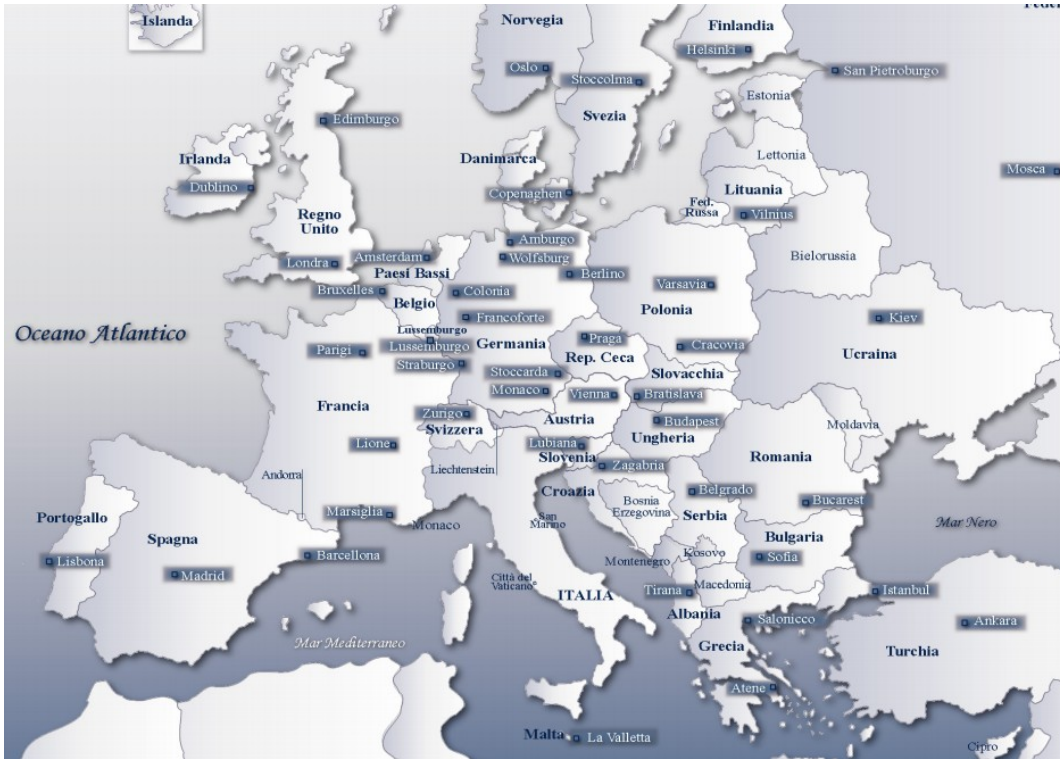 Islanda
Norvegia
Finlandia
Feder
Helsinki
Oslo
San Pietroburgo
Stoccolma
Estonia
Svezia
Edimburgo
Irlanda
Danimarca
Lettonia
Mosca
Dublino
Copenaghen
Lituania
Fed.
Russa
Vilnius
Regno
Unito
Amburgo
Londra
Amsterdam
Wolfsburg
Bielorussia
Paesi Bassi
Berlino
Bruxelles
Colonia
Varsavia
Belgio
Polonia
Francoforte
Kiev
Oceano Atlantico
Lussemburgo
Lussemburgo
Germania
Praga
Cracovia
Parigi
Rep. Ceca
Ucraina
Straburgo
Stoccarda
Slovacchia
Monaco
Vienna
Bratislava
Francia
Zurigo
Austria
Budapest
Svizzera
Ungheria
Moldavia
Lione
Lubiana
Slovenia
Romania
Andorra
Liechtenstein
Zagabria
Croazia
Belgrado
Bosnia
Erzegovina
Bucarest
Portogallo
Marsiglia
Monaco
San
Marino
Serbia
Mar Nero
Spagna
Bulgaria
Lisbona
Barcellona
Montenegro
Kosovo
Sofia
Madrid
Città del
Vaticano
Macedonia
ITALIA
Tirana
Istanbul
Albania
Salonicco
Ankara
Mar Mediterraneo
Grecia
Turchia
Atene
Malta
La Valletta
Cipro